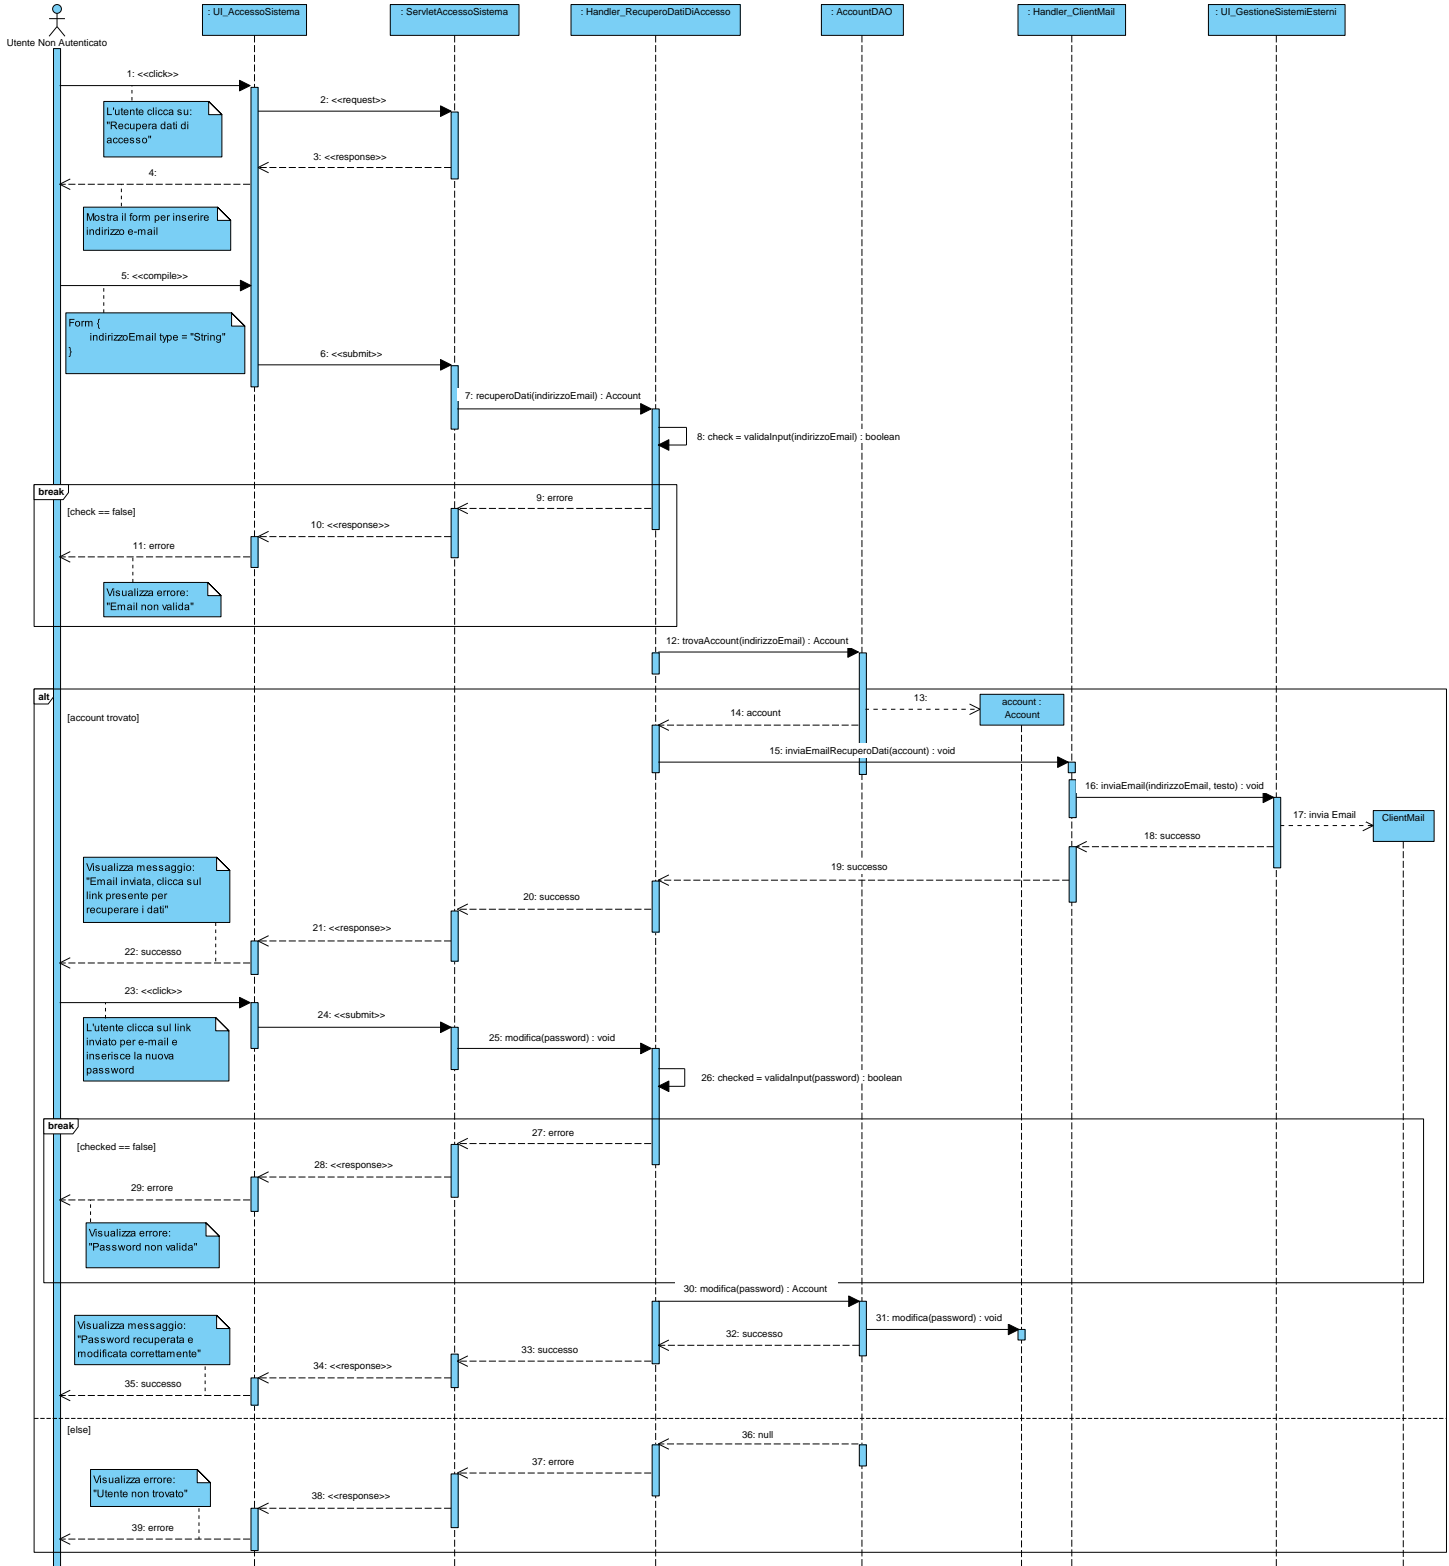 : UI_AccessoSistema
: ServletAccessoSistema
: Handler_RecuperoDatiDiAccesso
: AccountDAO
: Handler_ClientMail
: UI_GestioneSistemiEsterni
Utente Non Autenticato
1: <<click>>
L'utente clicca su:
"Recupera dati di
accesso"
2: <<request>>
3: <<response>>
4:
Mostra il form per inserire
indirizzo e-mail
5: <<compile>>
Form {
indirizzoEmail type = "String"
}
6: <<submit>>
7: recuperoDati(indirizzoEmail) : Account
8: check = validaInput(indirizzoEmail) : boolean
break
[check == false]
9: errore
10: <<response>>
11: errore
Visualizza errore:
"Email non valida"
12: trovaAccount(indirizzoEmail) : Account
alt
[account trovato]
13:
account :
Account
14: account
15: inviaEmailRecuperoDati(account) : void
16: inviaEmail(indirizzoEmail, testo) : void
17: invia Email
ClientMail
18: successo
19: successo
20: successo
21: <<response>>
Visualizza messaggio:
"Email inviata, clicca sul
link presente per
recuperare i dati"
22: successo
23: <<click>>
L'utente clicca sul link
inviato per e-mail e
inserisce la nuova
password
24: <<submit>>
25: modifica(password) : void
26: checked = validaInput(password) : boolean
break
[checked == false]
27: errore
28: <<response>>
29: errore
Visualizza errore:
"Password non valida"
30: modifica(password) : Account
31: modifica(password) : void
32: successo
33: successo
34: <<response>>
Visualizza messaggio:
"Password recuperata e
modificata correttamente"
35: successo
[else]
36: null
37: errore
38: <<response>>
Visualizza errore:
"Utente non trovato"
39: errore